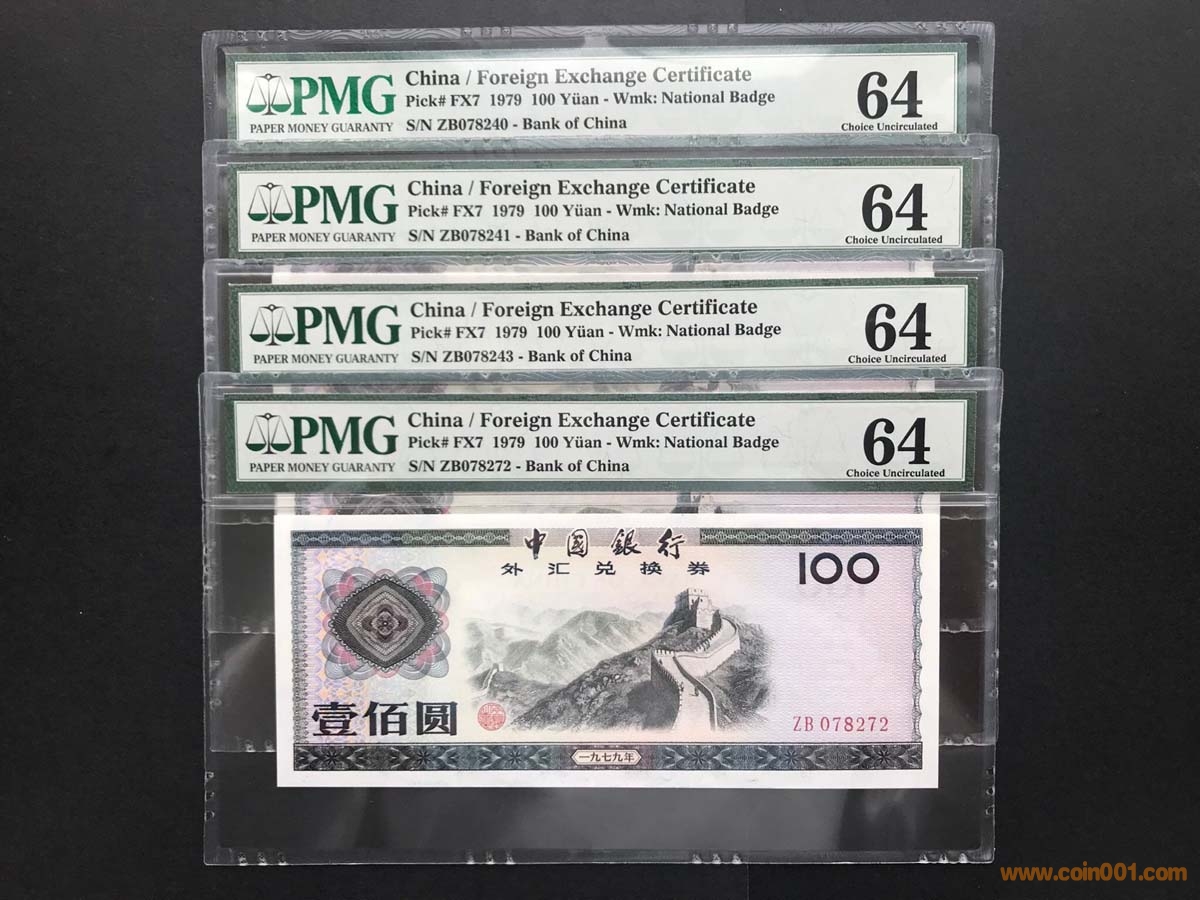 PMG
PAPER MONEY GUARANTY
China / Foreign Exchange Certificate
Pick# FX7 1979 100 Yüan - Wmk: National Badge
S/N ZB078240 - Bank of China
64
Choice Uncirculated
PMG
PAPER MONEY GUARANTY
China / Foreign Exchange Certificate
Pick# FX7 1979 100 Yüan - Wmk: National Badge
S/N ZB078241 - Bank of China
64
Choice Uncirculated
PMG
PAPER MONEY GUARANTY
China / Foreign Exchange Certificate
Pick# FX7 1979 100 Yüan - Wmk: National Badge
S/N ZB078243 - Bank of China
64
Choice Uncirculated
PMG
PAPER MONEY GUARANTY
China / Foreign Exchange Certificate
Pick# FX7 1979 100 Yüan - Wmk: National Badge
S/N ZB078272 - Bank of China
64
Choice Uncirculated
中國銀行
外汇兑换券
100
壹佰圆
ZB 078272
一九七九年
www.coin001.com